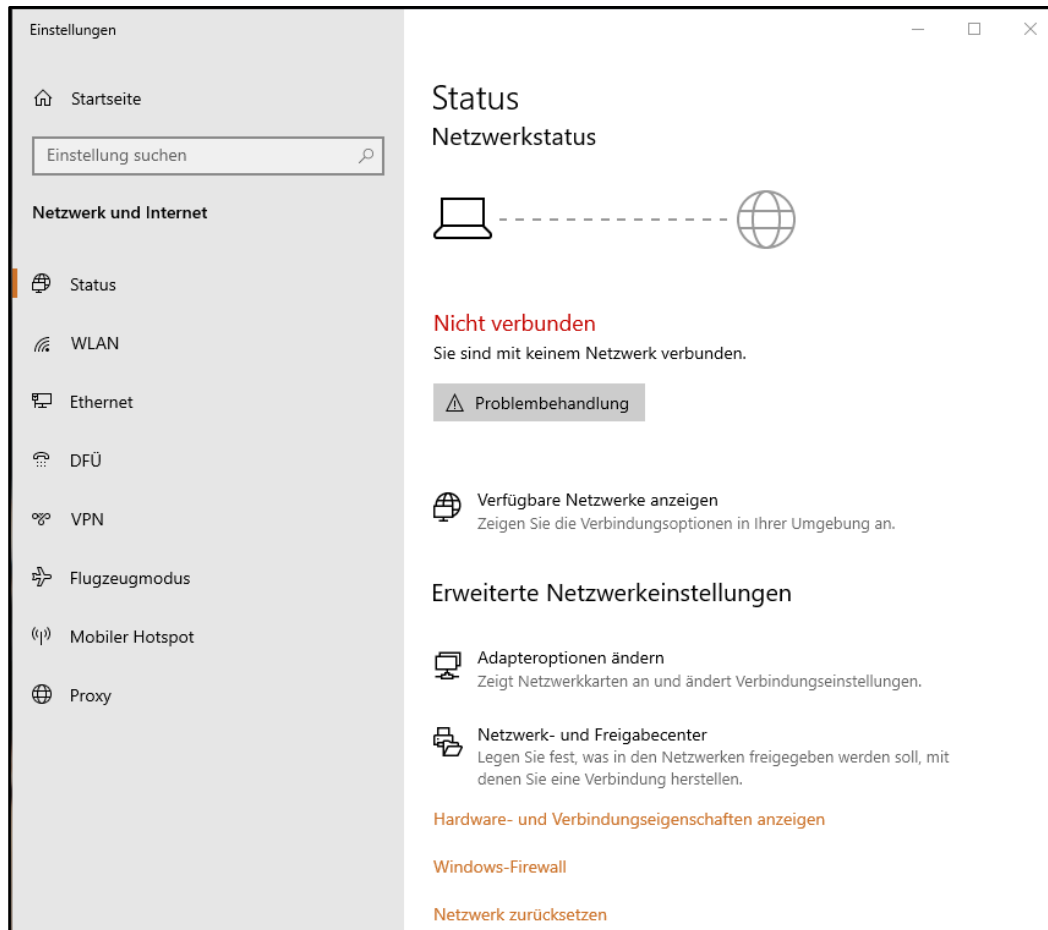 Einstellungen
Startseite
Einstellung suchen
Netzwerk und Internet
Status
WLAN
Ethernet
DFÜ
VPN
Flugzeugmodus
Mobiler Hotspot
Proxy
Status
Netzwerkstatus
Nicht verbunden
Sie sind mit keinem Netzwerk verbunden.
Problembehandlung
Verfügbare Netzwerke anzeigen
Zeigen Sie die Verbindungsoptionen in Ihrer Umgebung an.
Erweiterte Netzwerkeinstellungen
Adapteroptionen ändern
Zeigt Netzwerkkarten an und ändert Verbindungseinstellungen.
Netzwerk- und Freigabecenter
Legen Sie fest, was in den Netzwerken freigegeben werden soll, mit
denen Sie eine Verbindung herstellen.
Hardware- und Verbindungseigenschaften anzeigen
Windows-Firewall
Netzwerk zurücksetzen